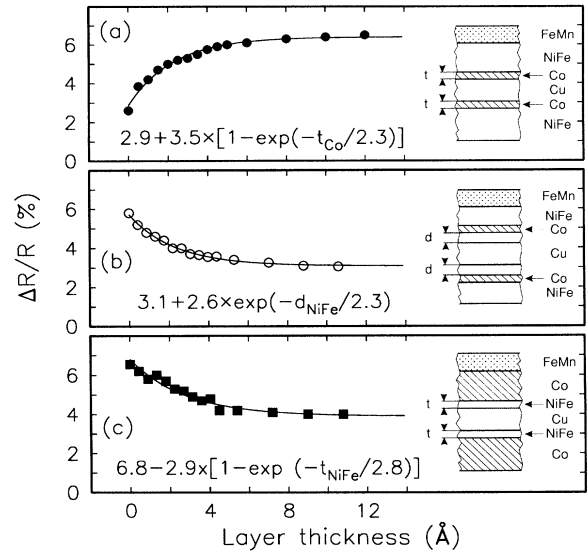 (a)
6
4
2
0
2.9+3.5×[1-exp(-t_Co/2.3)]
FeMn
NiFe
t
Co
Cu
t
Co
NiFe
ΔR/R (%)
(b)
6
4
2
0
3.1+2.6×exp(-d_NiFe/2.3)
FeMn
NiFe
Co
d
Cu
d
Co
NiFe
(c)
6
4
2
0
6.8-2.9x[1-exp (-t_NiFe/2.8)]
FeMn
Co
t
NiFe
Cu
t
NiFe
Co
0 4 8 12
Layer thickness (Å)